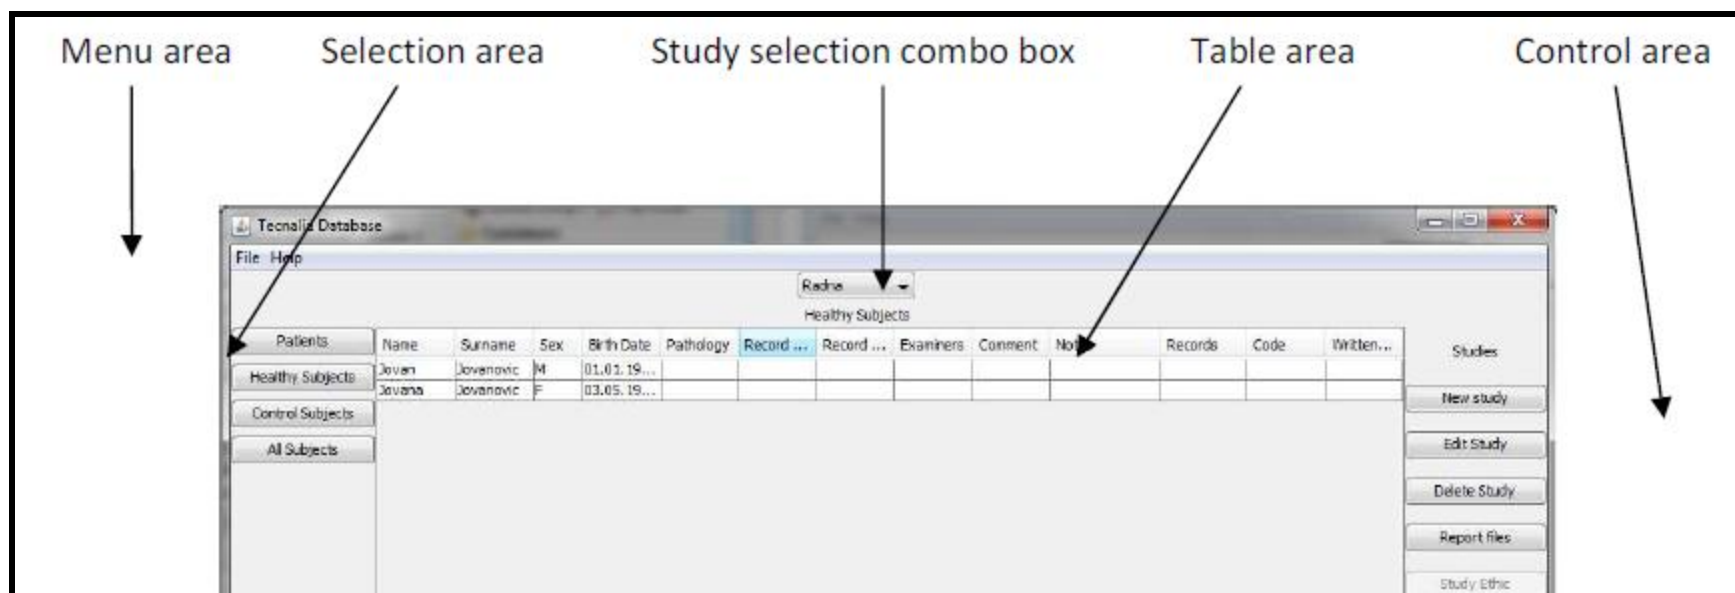 Menu area Selection area Study selection combo box Table area Control area
Tecnalia Database
File Help
Radna
Healthy Subjects
Patients
Healthy Subjects
Control Subjects
All Subjects
Name Surname Sex Birth Date Pathology Record ... Record ... Examiners Comment Not Records Code Written...
Jovan Jovanovic M 01.01.19...
Jovana Jovanovic F 03.05.19...
Studies
New study
Edit Study
Delete Study
Report files
Study Ethic